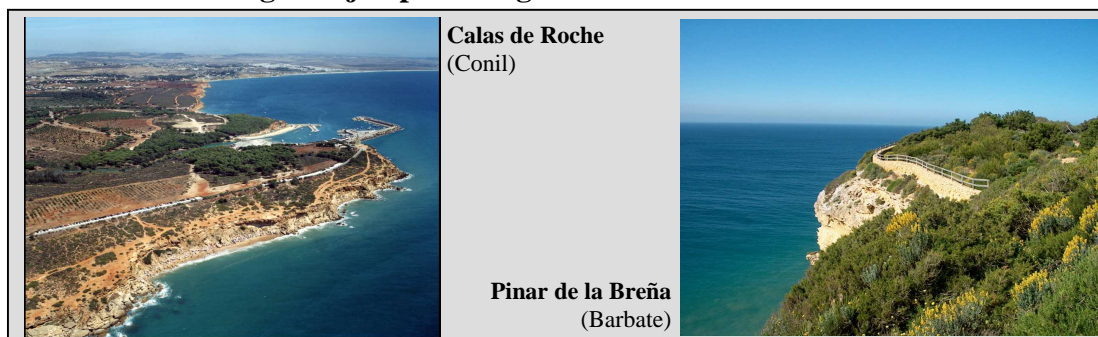 Calas de Roche
(Conil)
Pinar de la Breña
(Barbate)